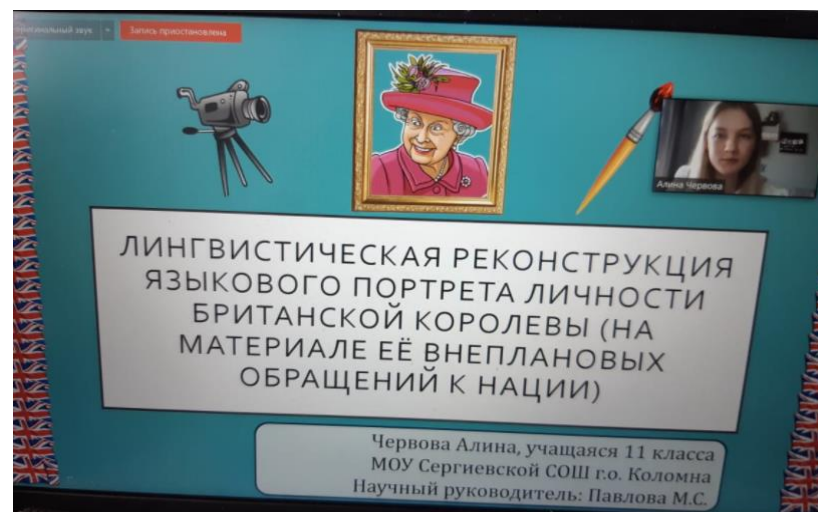 звук
Запись приостановлена
Алина Червова
ЛИНГВИСТИЧЕСКАЯ РЕКОНСТРУКЦИЯ
ЯЗЫКОВОГО ПОРТРЕТА ЛИЧНОСТИ
БРИТАНСКОЙ КОРОЛЕВЫ (НА
МАТЕРИАЛЕ ЕЁ ВНЕПЛАНОВЫХ
ОБРАЩЕНИЙ К НАЦИИ)
Червова Алина, учащаяся 11 класса
МОУ Сергиевской СОШ г.о. Коломна
Научный руководитель: Павлова М.С.